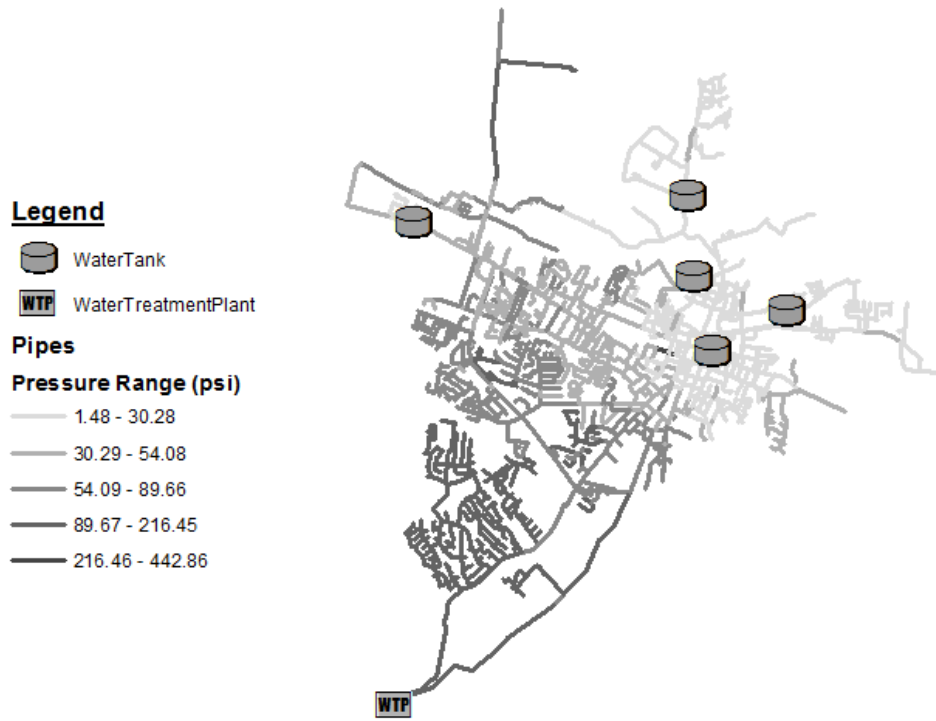 Legend
WaterTank
WTP WaterTreatmentPlant
Pipes
Pressure Range (psi)
1.48 - 30.28
30.29 - 54.08
54.09 - 89.66
89.67 - 216.45
216.46 - 442.86
WTP